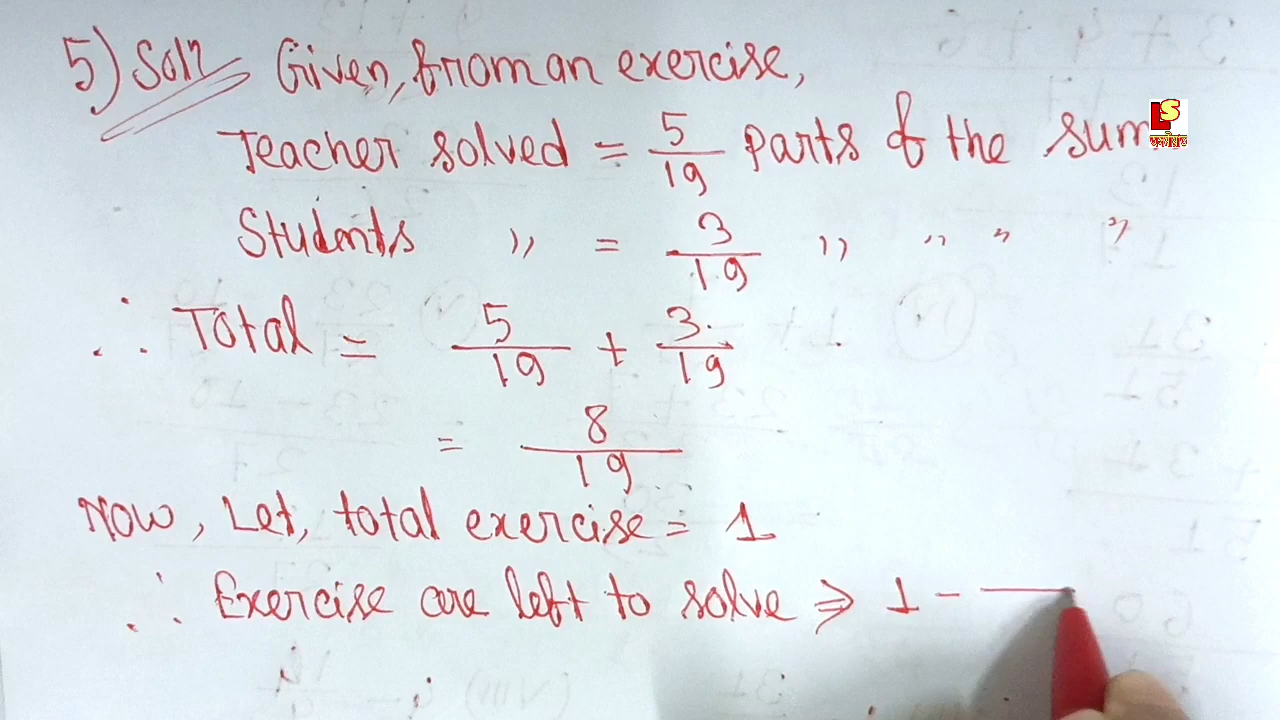 5) Soln Given, from an exercise,
Teacher solved = 5/19 parts of the sum
Students " = 3/19 " " " "
∴ Total = 5/19 + 3/19
= 8/19
Now, Let, total exercise = 1
∴ Exercise are left to solve ⇒ 1 -
LS